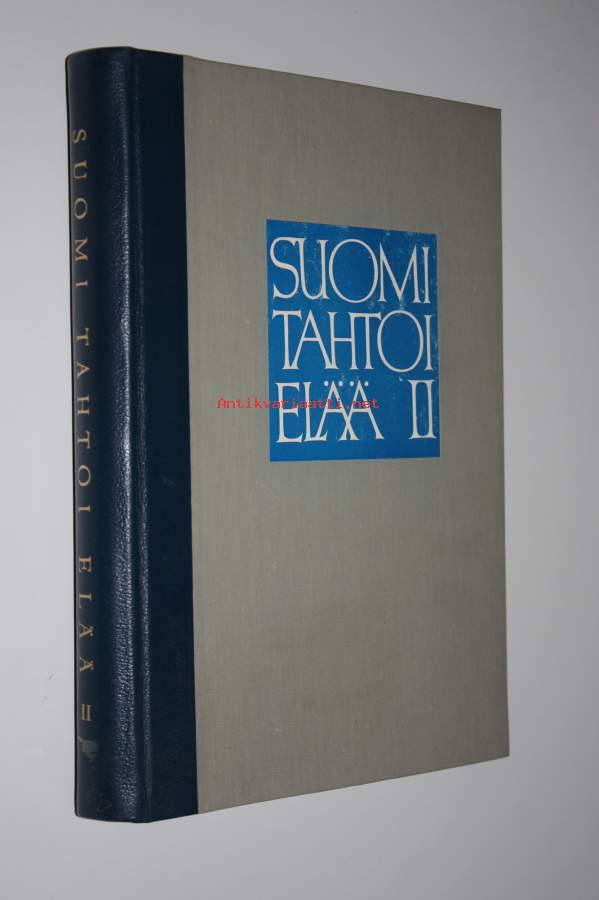 SUOMI TAHTOI ELÄÄ II
SUOMI
TAHTOI
ELÄÄ II
Antikvariaatti.net